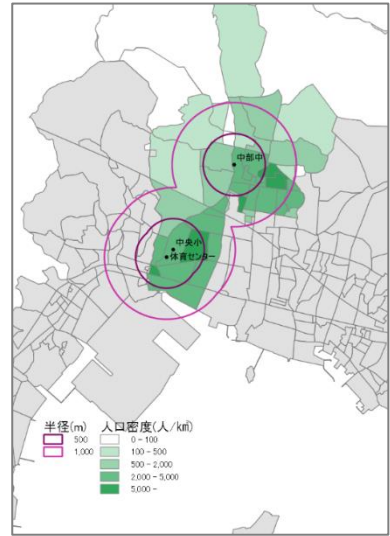 中部中
中央小
体育センター
半径(m)
500
1,000
人口密度(人/k㎡)
0 - 100
100 - 500
500 - 2,000
2,000 - 5,000
5,000 -